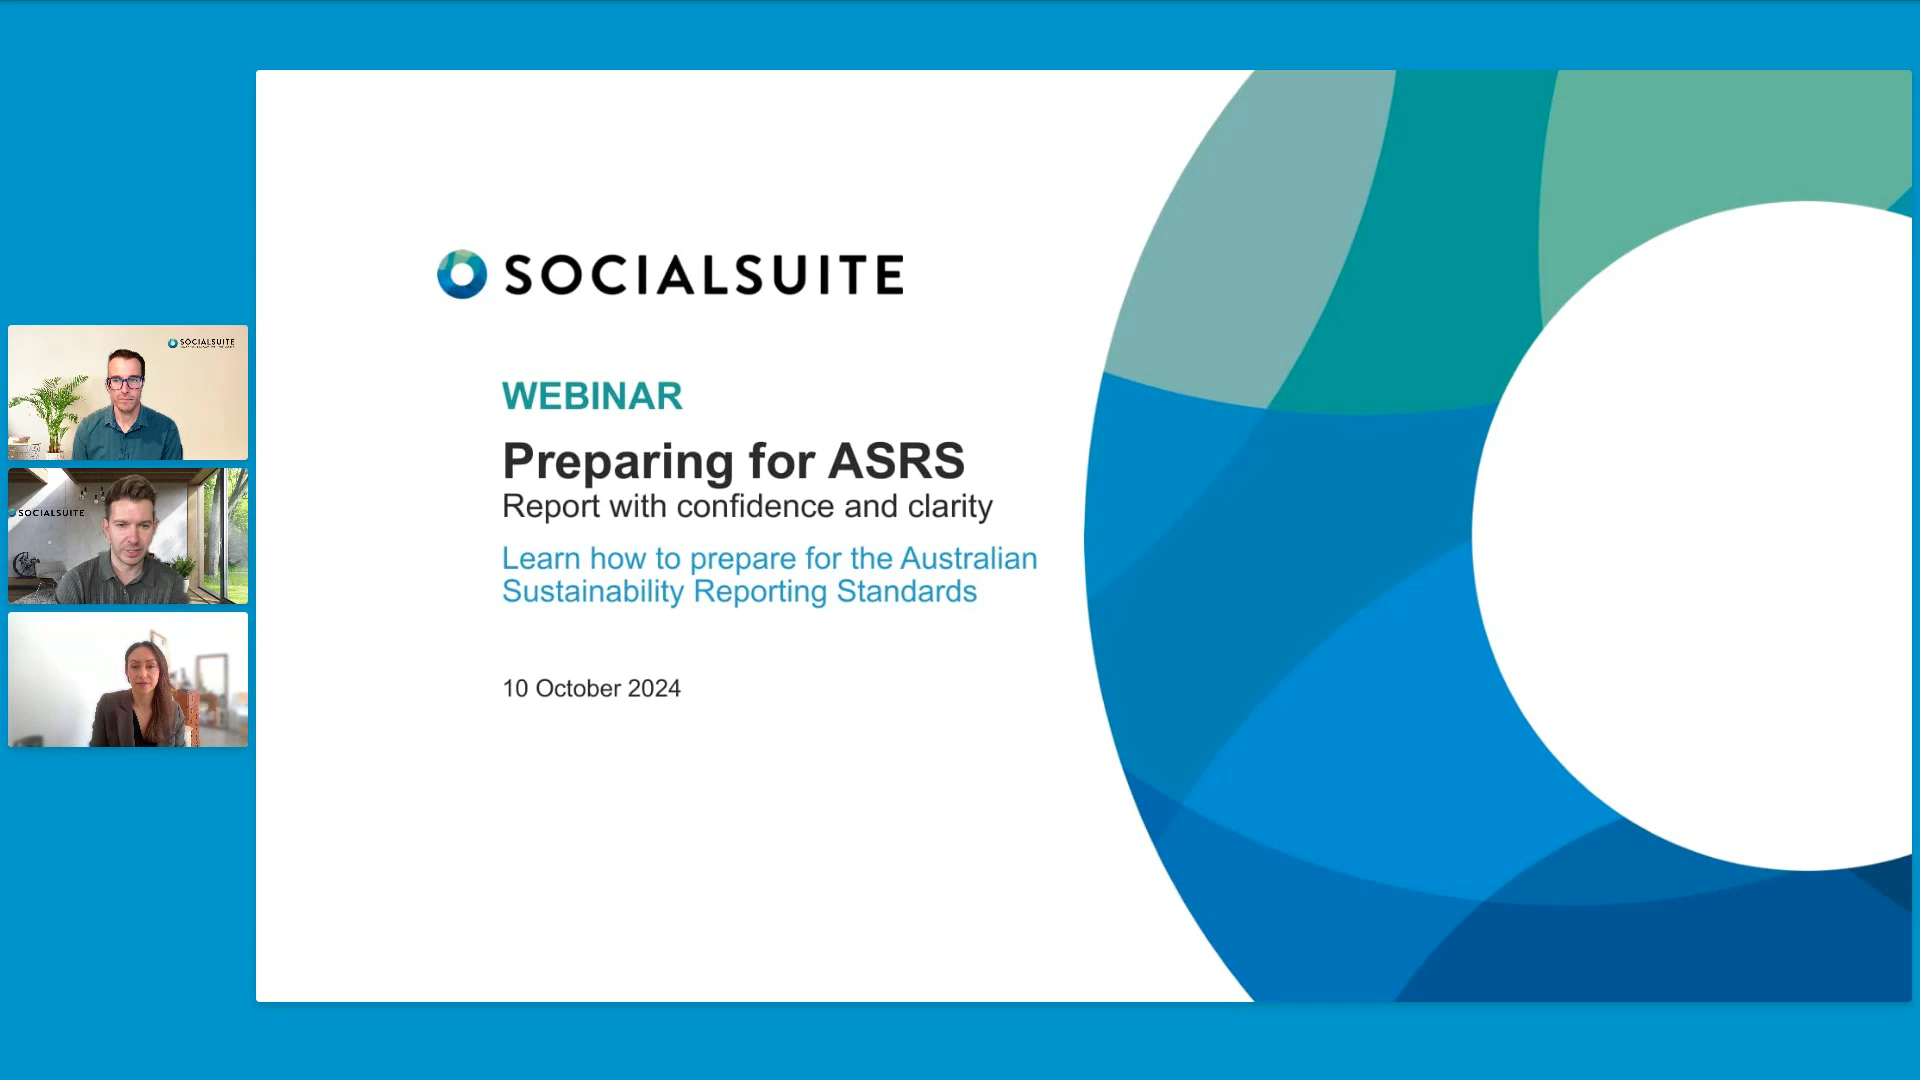 SOCIALSUITE
WEBINAR
Preparing for ASRS
Report with confidence and clarity
Learn how to prepare for the Australian
Sustainability Reporting Standards
10 October 2024
SOCIALSUITE
SOCIALSUITE